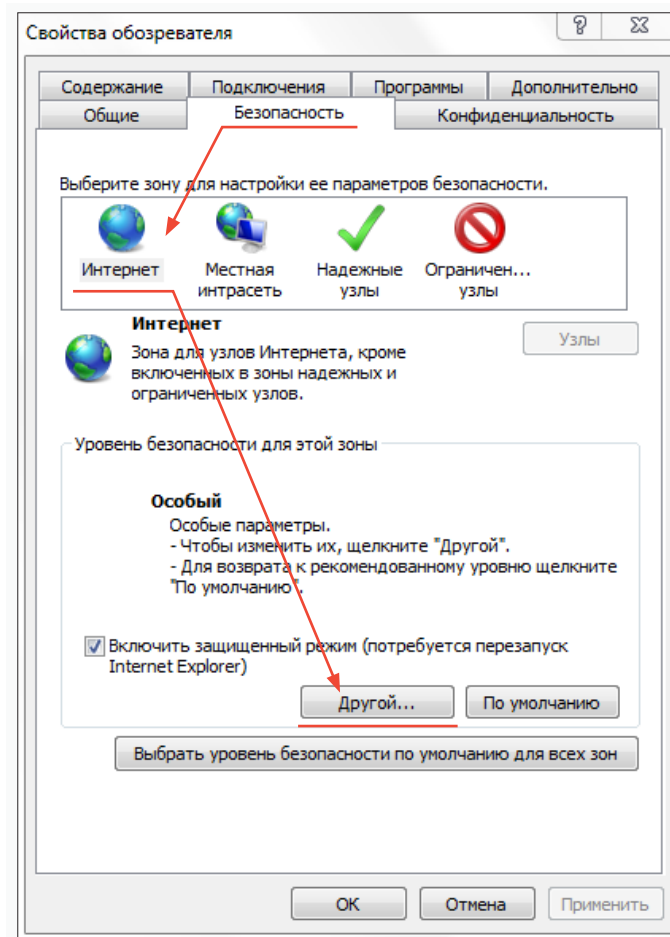 Свойства обозревателя
Содержание Подключения Программы Дополнительно
Общие Безопасность Конфиденциальность
Выберите зону для настройки ее параметров безопасности.
Интернет Местная интрасеть Надежные узлы Ограничен... узлы
Интернет
Узлы
Зона для узлов Интернета, кроме
включенных в зоны надежных и
ограниченных узлов.
Уровень безопасности для этой зоны
Особый
Особые параметры.
- Чтобы изменить их, щелкните "Другой".
- Для возврата к рекомендованному уровню щелкните
"По умолчанию".
Включить защищенный режим (потребуется перезапуск
Internet Explorer)
Другой... По умолчанию
Выбрать уровень безопасности по умолчанию для всех зон
ОК Отмена Применить